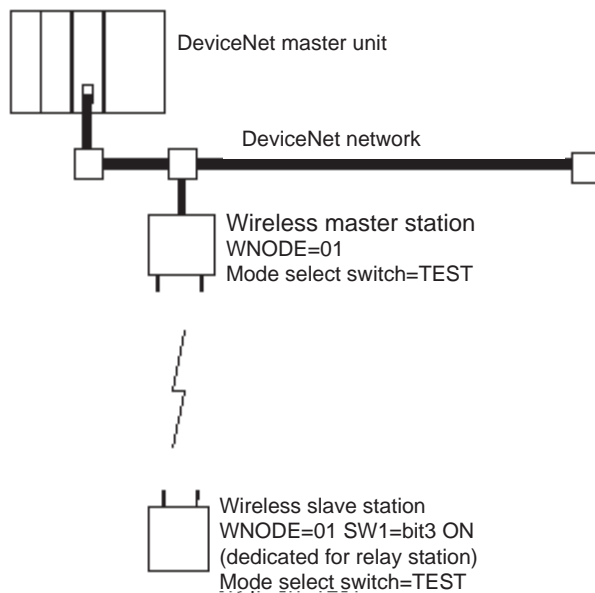 DeviceNet master unit
DeviceNet network
Wireless master station
WNODE=01
Mode select switch=TEST
Wireless slave station
WNODE=01 SW1=bit3 ON
(dedicated for relay station)
Mode select switch=TEST